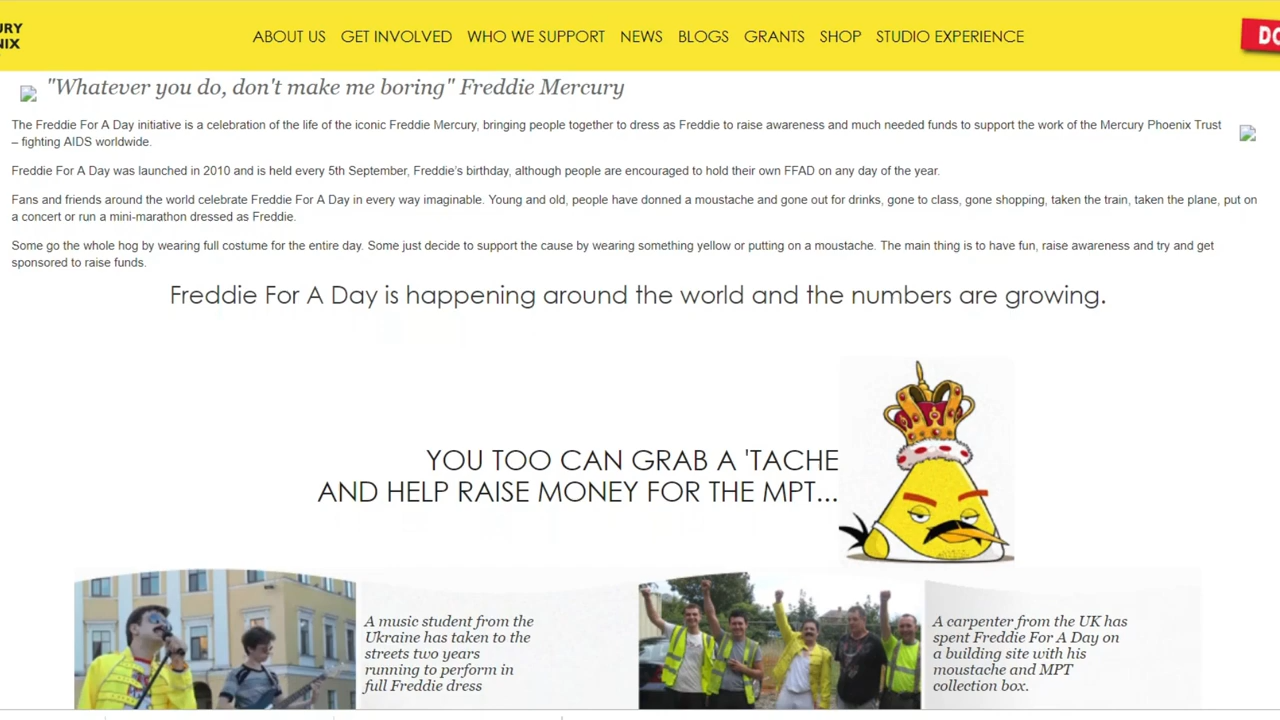 URY
NIX
ABOUT US GET INVOLVED WHO WE SUPPORT NEWS BLOGS GRANTS SHOP STUDIO EXPERIENCE
DO
"Whatever you do, don't make me boring" Freddie Mercury
The Freddie For A Day initiative is a celebration of the life of the iconic Freddie Mercury, bringing people together to dress as Freddie to raise awareness and much needed funds to support the work of the Mercury Phoenix Trust
– fighting AIDS worldwide.
Freddie For A Day was launched in 2010 and is held every 5th September, Freddie's birthday, although people are encouraged to hold their own FFAD on any day of the year.
Fans and friends around the world celebrate Freddie For A Day in every way imaginable. Young and old, people have donned a moustache and gone out for drinks, gone to class, gone shopping, taken the train, taken the plane, put on
a concert or run a mini-marathon dressed as Freddie.
Some go the whole hog by wearing full costume for the entire day. Some just decide to support the cause by wearing something yellow or putting on a moustache. The main thing is to have fun, raise awareness and try and get
sponsored to raise funds.
Freddie For A Day is happening around the world and the numbers are growing.
YOU TOO CAN GRAB A 'TACHE
AND HELP RAISE MONEY FOR THE MPT...
A music student from the
Ukraine has taken to the
streets two years
running to perform in
full Freddie dress
A carpenter from the UK has
spent Freddie For A Day on
a building site with his
moustache and MPT
collection box.